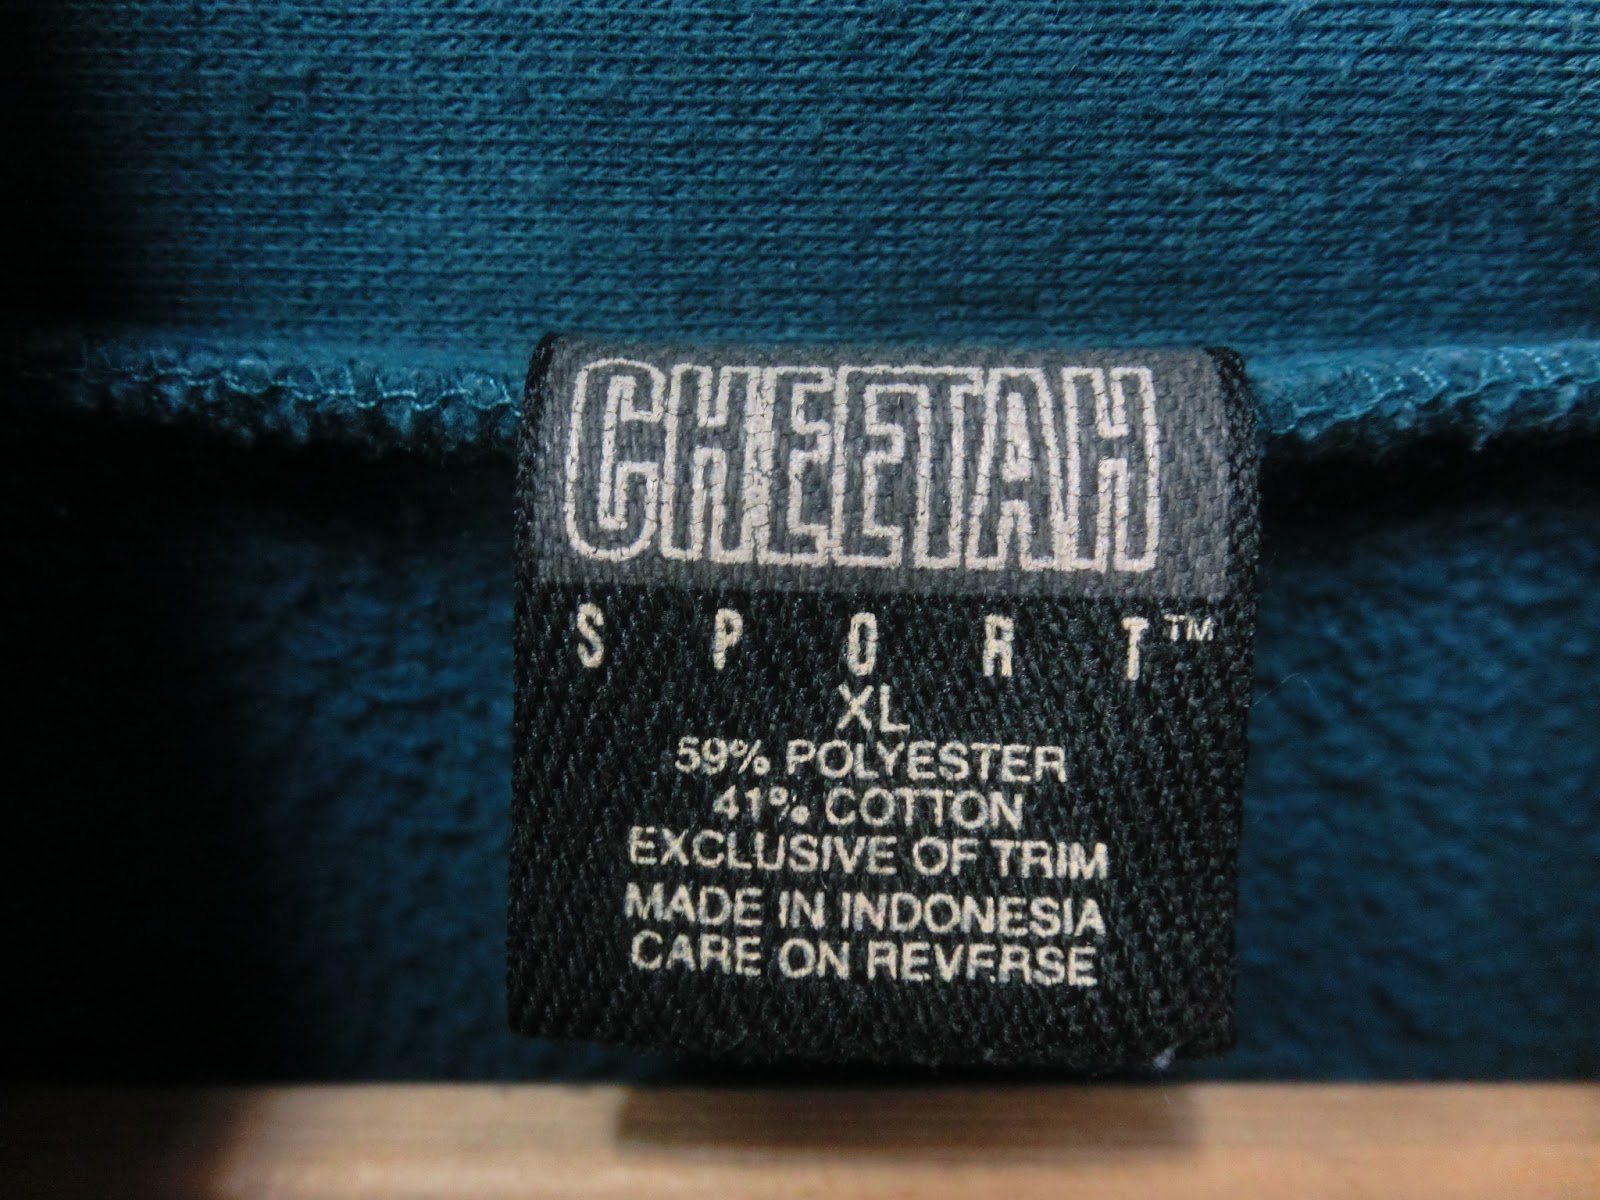 CHEETAH
SPORT™
XL
59% POLYESTER
41% COTTON
EXCLUSIVE OF TRIM
MADE IN INDONESIA
CARE ON REVERSE